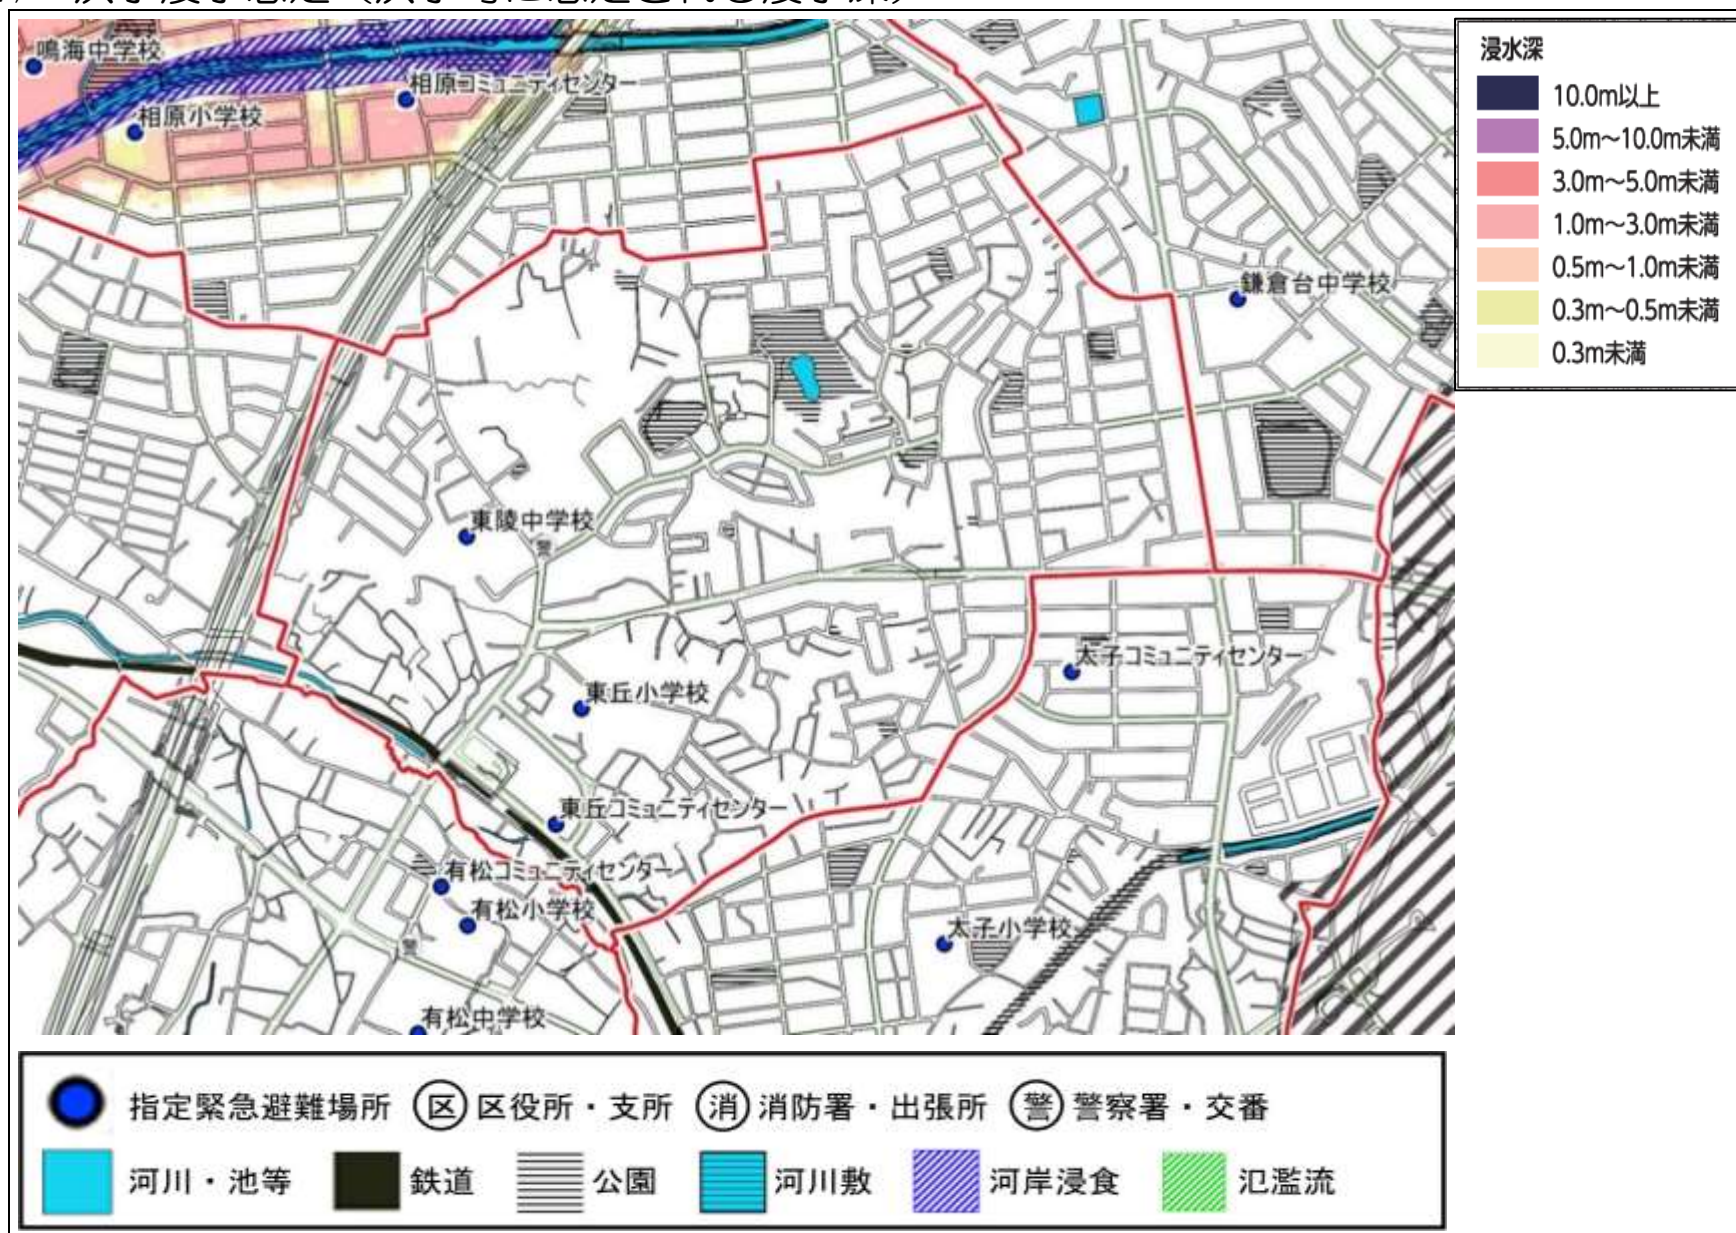 浸水深
10.0m以上
5.0m～10.0m未満
3.0m～5.0m未満
1.0m～3.0m未満
0.5m～1.0m未満
0.3m～0.5m未満
0.3m未満
鳴海中学校
相原コミュニティセンター
相原小学校
鎌倉台中学校
東陵中学校
警
太子コミュニティセンター
東丘小学校
東丘コミュニティセンター
有松コミュニティセンター
有松小学校
警
太子小学校
有松中学校
指定緊急避難場所 区 区役所・支所 消 消防署・出張所 警 警察署・交番
河川・池等 鉄道 公園 河川敷 河岸浸食 氾濫流